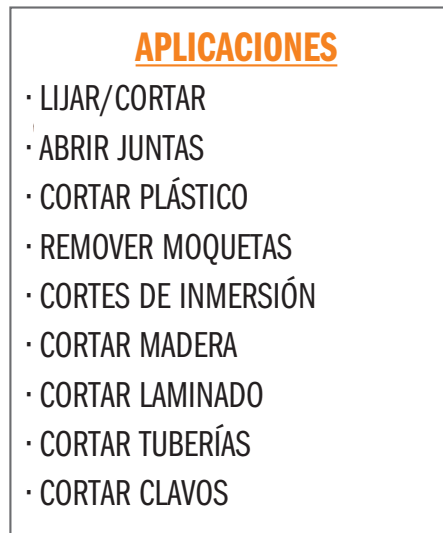 APLICACIONES
· LIJAR/CORTAR
· ABRIR JUNTAS
· CORTAR PLÁSTICO
· REMOVER MOQUETAS
· CORTES DE INMERSIÓN
· CORTAR MADERA
· CORTAR LAMINADO
· CORTAR TUBERÍAS
· CORTAR CLAVOS